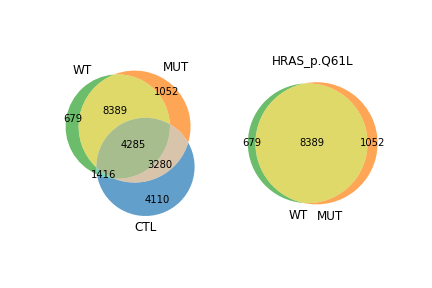 HRAS_p.Q61L
WT
MUT
1052
679
8389
4285
3280
1416
4110
CTL
679
8389
1052
WT
MUT